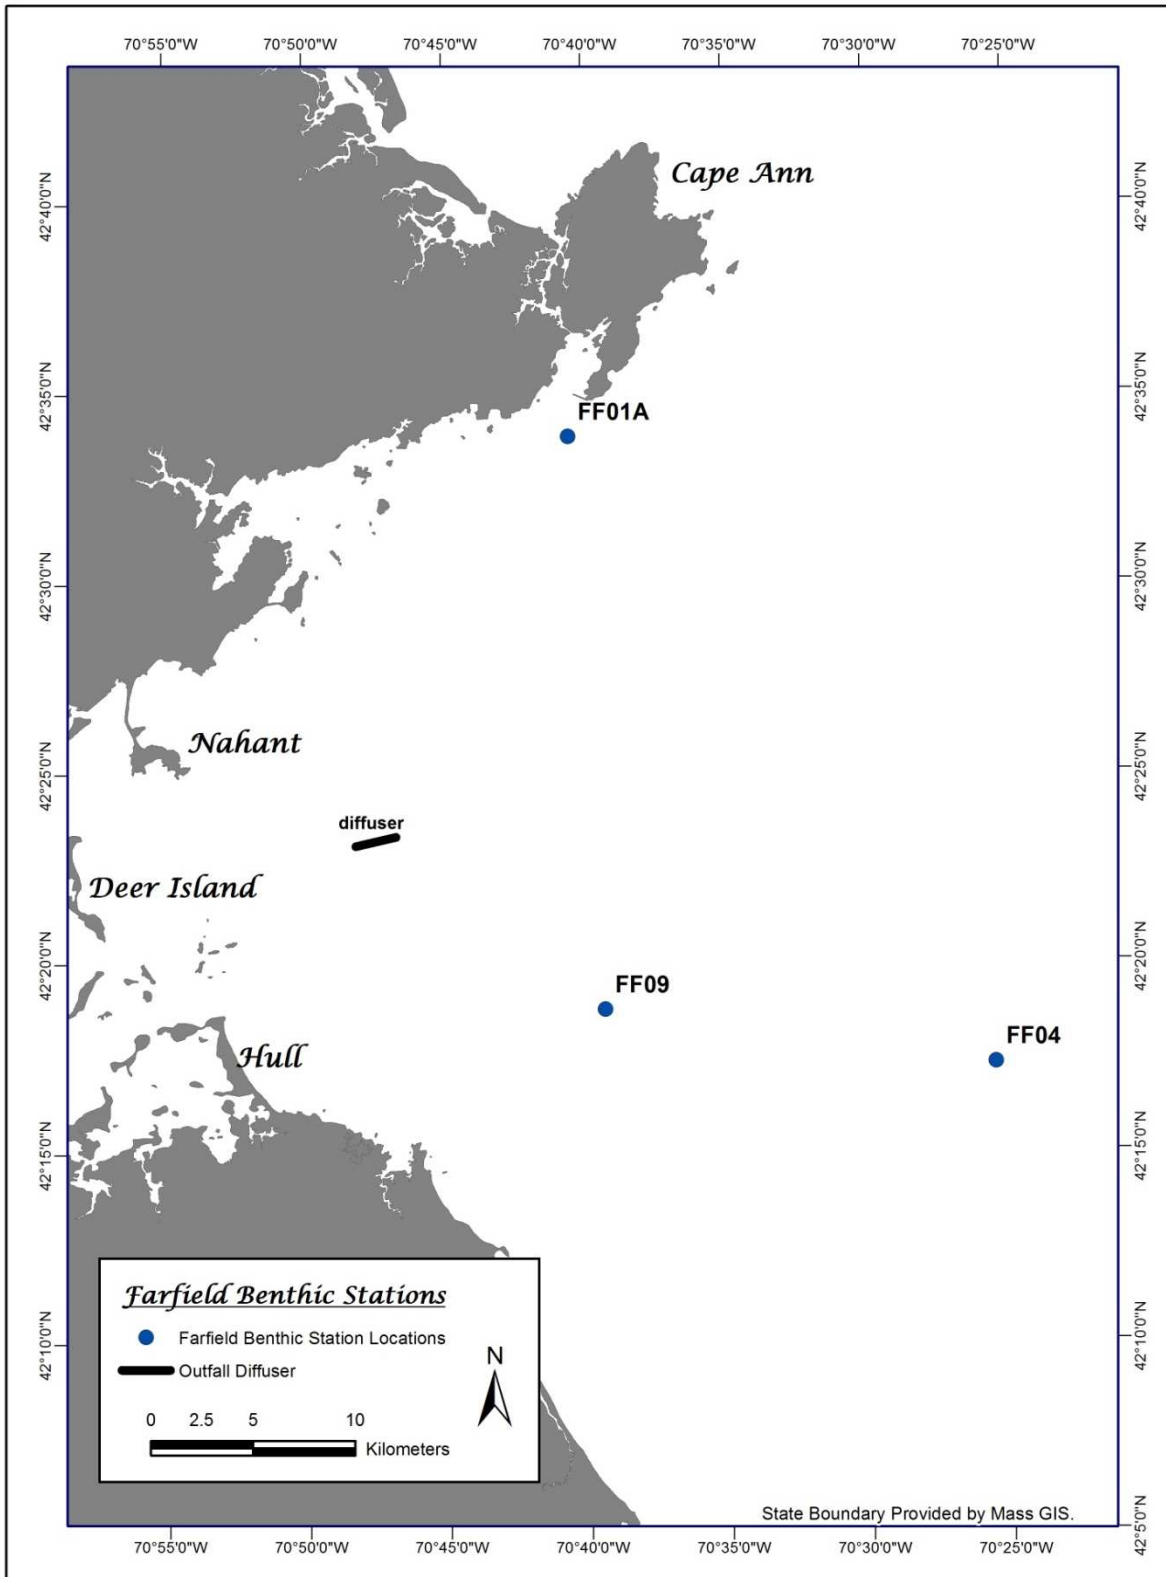 70°55'0"W 70°50'0"W 70°45'0"W 70°40'0"W 70°35'0"W 70°30'0"W 70°25'0"W
Cape Ann
42°40'0"N 42°40'0"N
42°35'0"N 42°35'0"N
FF01A
42°30'0"N 42°30'0"N
Nahant
42°25'0"N 42°25'0"N
diffuser
Deer Island
42°20'0"N 42°20'0"N
FF09
FF04
Hull
42°15'0"N 42°15'0"N
Farfield Benthic Stations
Farfield Benthic Station Locations
42°10'0"N 42°10'0"N
Outfall Diffuser
N
0 2.5 5 10
Kilometers
State Boundary Provided by Mass GIS.
42°5'0"N
70°55'0"W 70°50'0"W 70°45'0"W 70°40'0"W 70°35'0"W 70°30'0"W 70°25'0"W